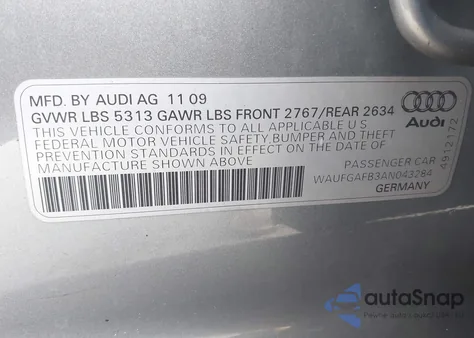 MFD. BY AUDI AG 11 09
GVWR LBS 5313 GAWR LBS FRONT 2767/REAR 2634
THIS VEHICLE CONFORMS TO ALL APPLICABLE U S
FEDERAL MOTOR VEHICLE SAFETY, BUMPER AND THEFT
PREVENTION STANDARDS IN EFFECT ON THE DATE OF
MANUFACTURE SHOWN ABOVE
PASSENGER CAR
WAUFGAFB3AN043284
GERMANY
Audi
4912172
autoSnap